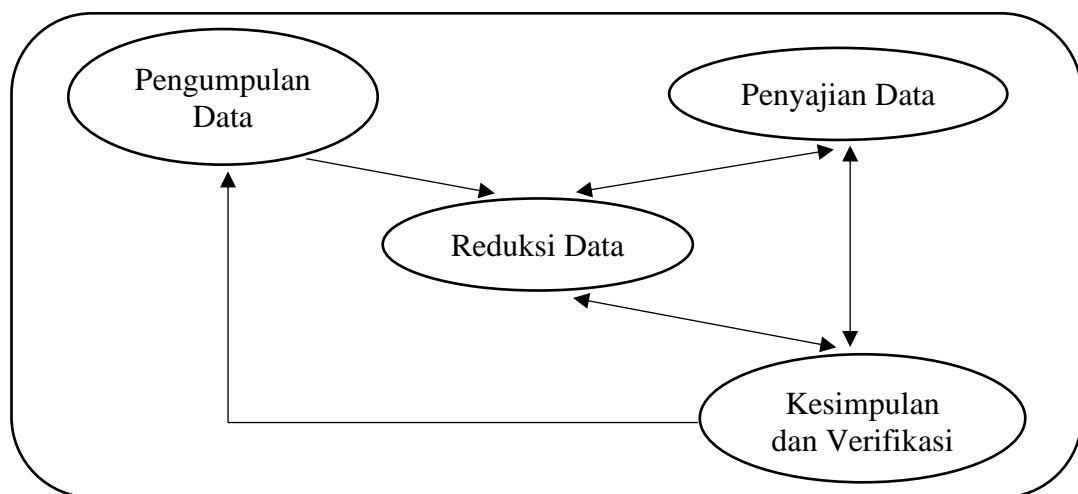 Pengumpulan
Data
Penyajian Data
Reduksi Data
Kesimpulan
dan Verifikasi